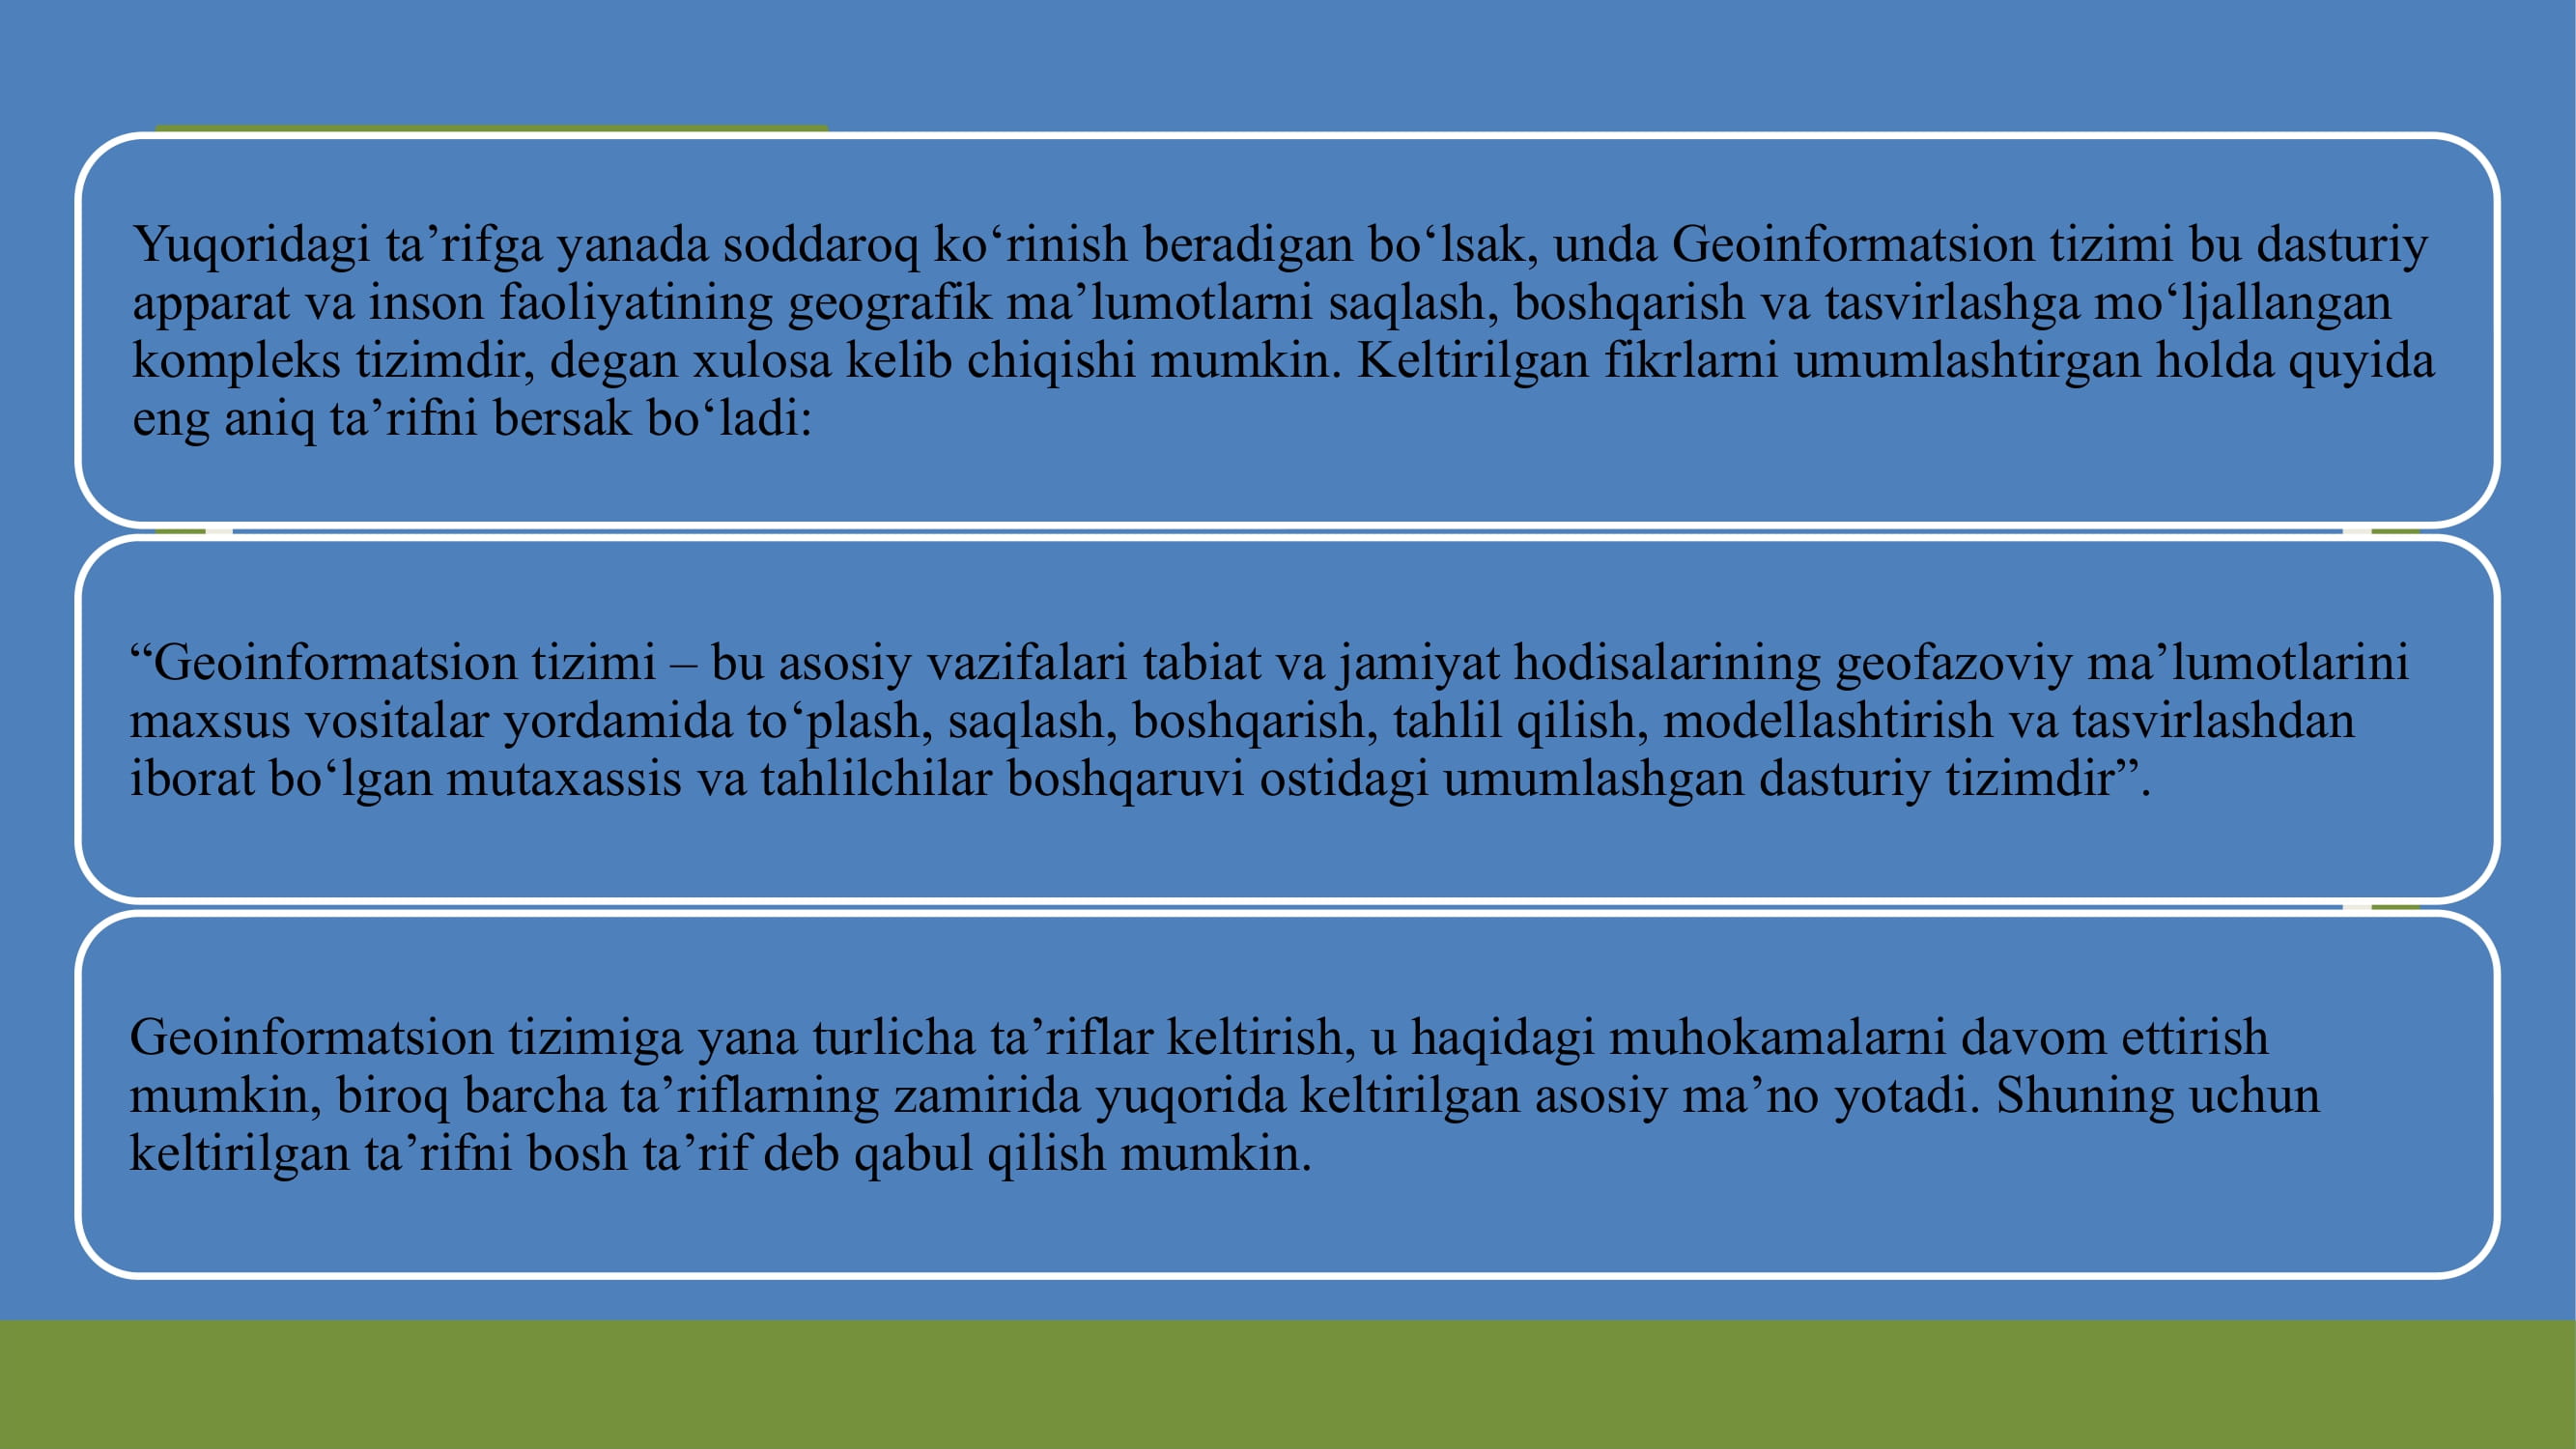 Yuqoridagi ta’rifga yanada soddaroq ko‘rinish beradigan bo‘lsak, unda Geoinformatsion tizimi bu dasturiy
apparat va inson faoliyatining geografik ma’lumotlarni saqlash, boshqarish va tasvirlashga mo‘ljallangan
kompleks tizimdir, degan xulosa kelib chiqishi mumkin. Keltirilgan fikrlarni umumlashtirgan holda quyida
eng aniq ta’rifni bersak bo‘ladi:
“Geoinformatsion tizimi – bu asosiy vazifalari tabiat va jamiyat hodisalarining geofazoviy ma’lumotlarini
maxsus vositalar yordamida to‘plash, saqlash, boshqarish, tahlil qilish, modellashtirish va tasvirlashdan
iborat bo‘lgan mutaxassis va tahlilchilar boshqaruvi ostidagi umumlashgan dasturiy tizimdir”.
Geoinformatsion tizimiga yana turlicha ta’riflar keltirish, u haqidagi muhokamalarni davom ettirish
mumkin, biroq barcha ta’riflarning zamirida yuqorida keltirilgan asosiy ma’no yotadi. Shuning uchun
keltirilgan ta’rifni bosh ta’rif deb qabul qilish mumkin.